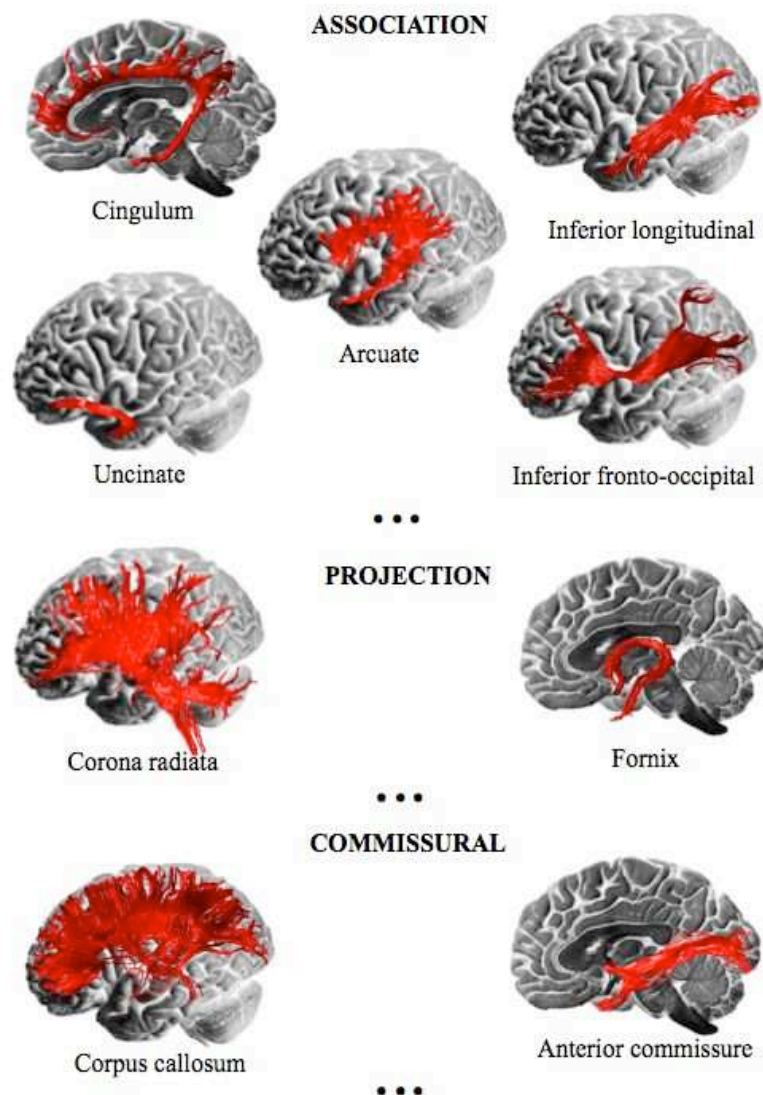 ASSOCIATION
Cingulum
Inferior longitudinal
Arcuate
Uncinate
Inferior fronto-occipital
...
PROJECTION
Corona radiata
Fornix
...
COMMISSURAL
Corpus callosum
Anterior commissure
...